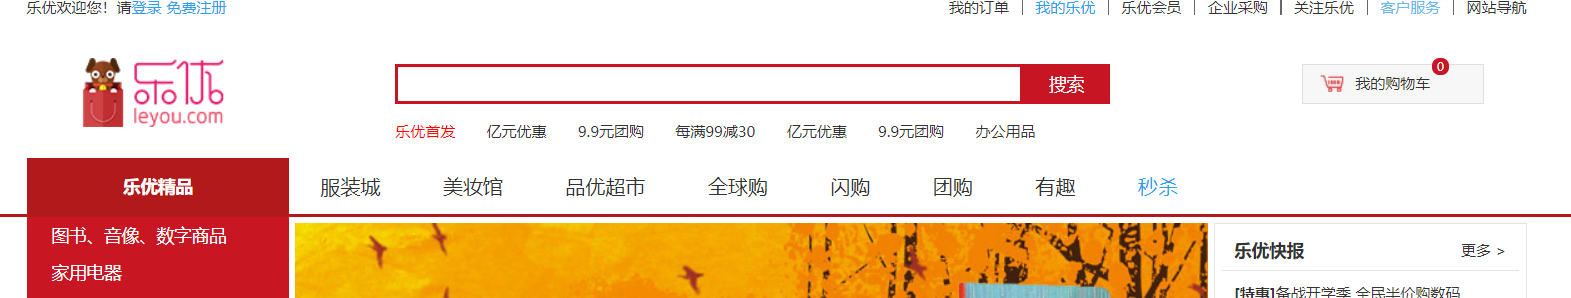 乐优欢迎您！请登录 免费注册
我的订单 我的乐优 乐优会员 企业采购 关注乐优 客户服务 网站导航
乐优
leyou.com
搜索
0
我的购物车
乐优首发 亿元优惠 9.9元团购 每满99减30 亿元优惠 9.9元团购 办公用品
乐优精品 服装城 美妆馆 品优超市 全球购 闪购 团购 有趣 秒杀
图书、音像、数字商品
家用电器
乐优快报 更多 >
[特惠]备战开学季 全民半价购数码